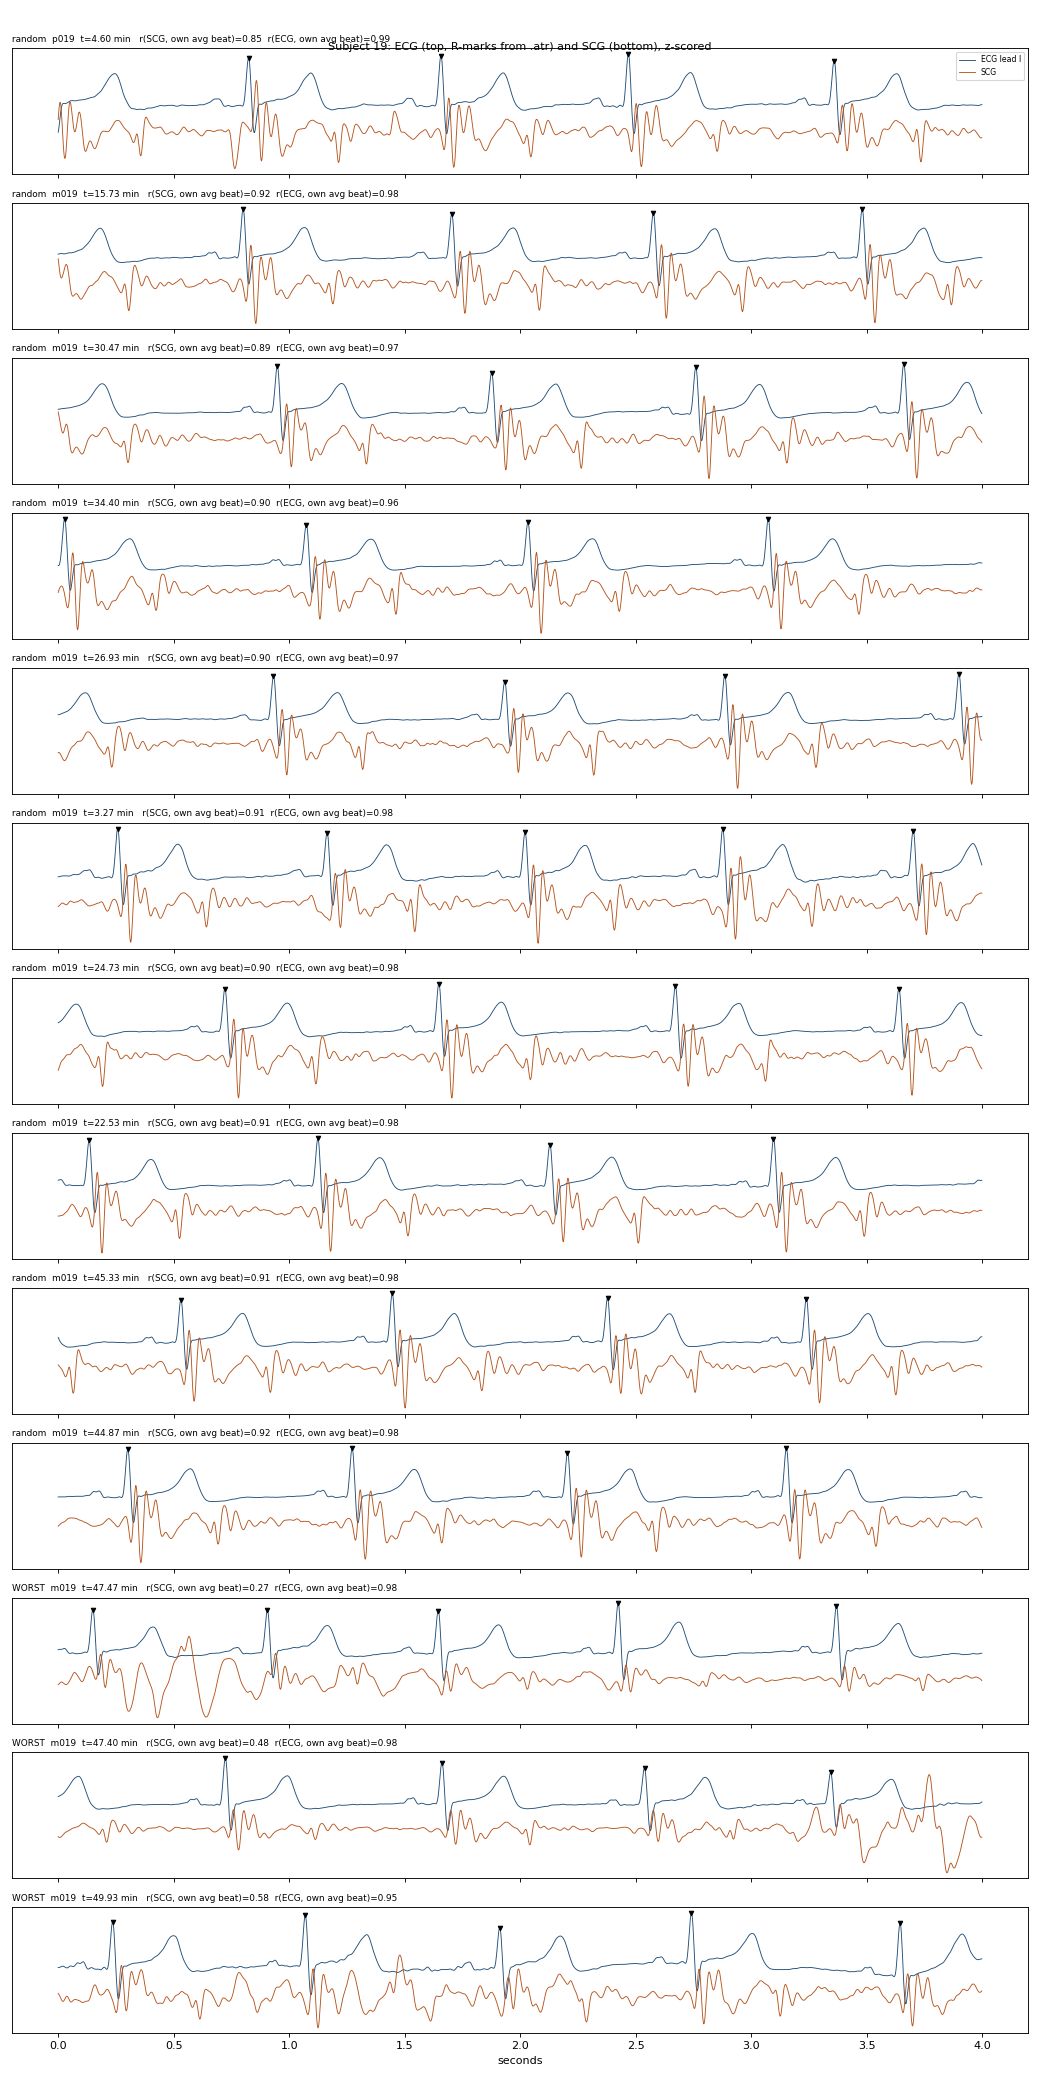 random  p019  t=4.60 min   r(SCG, own avg beat)=0.85  r(ECG, own avg beat)=0.99
Subject 19: ECG (top, R-marks from .atr) and SCG (bottom), z-scored
ECG lead I
SCG
random  m019  t=15.73 min   r(SCG, own avg beat)=0.92  r(ECG, own avg beat)=0.98
random  m019  t=30.47 min   r(SCG, own avg beat)=0.89  r(ECG, own avg beat)=0.97
random  m019  t=34.40 min   r(SCG, own avg beat)=0.90  r(ECG, own avg beat)=0.96
random  m019  t=26.93 min   r(SCG, own avg beat)=0.90  r(ECG, own avg beat)=0.97
random  m019  t=3.27 min   r(SCG, own avg beat)=0.91  r(ECG, own avg beat)=0.98
random  m019  t=24.73 min   r(SCG, own avg beat)=0.90  r(ECG, own avg beat)=0.98
random  m019  t=22.53 min   r(SCG, own avg beat)=0.91  r(ECG, own avg beat)=0.98
random  m019  t=45.33 min   r(SCG, own avg beat)=0.91  r(ECG, own avg beat)=0.98
random  m019  t=44.87 min   r(SCG, own avg beat)=0.92  r(ECG, own avg beat)=0.98
WORST  m019  t=47.47 min   r(SCG, own avg beat)=0.27  r(ECG, own avg beat)=0.98
WORST  m019  t=47.40 min   r(SCG, own avg beat)=0.48  r(ECG, own avg beat)=0.98
WORST  m019  t=49.93 min   r(SCG, own avg beat)=0.58  r(ECG, own avg beat)=0.95
0.0 0.5 1.0 1.5 2.0 2.5 3.0 3.5 4.0
seconds